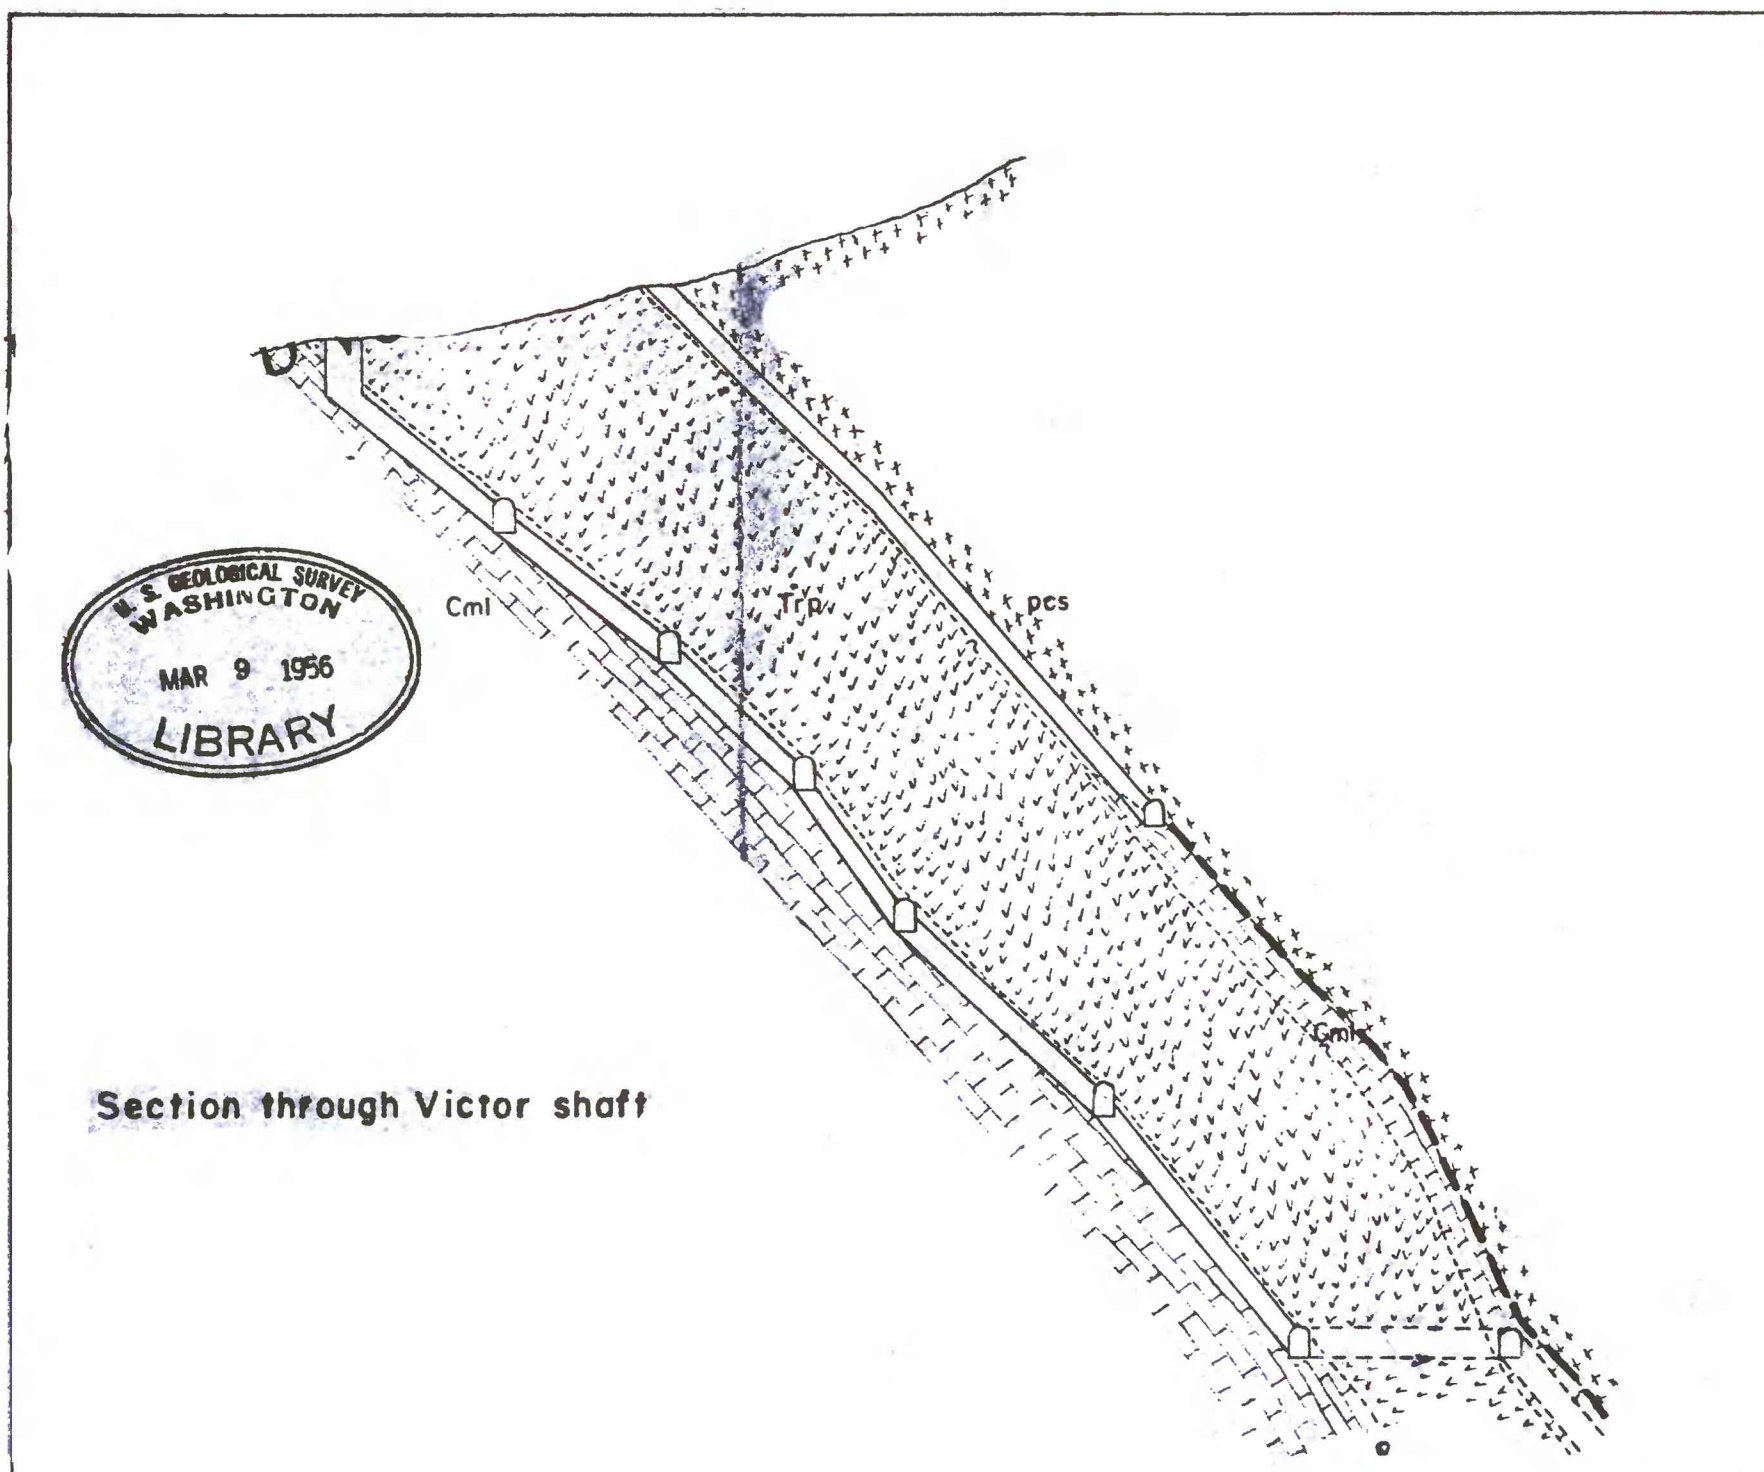 Cml
Trp
pcs
U. S. GEOLOGICAL SURVEY
WASHINGTON
MAR 9 1956
LIBRARY
Cml
Section through Victor shaft